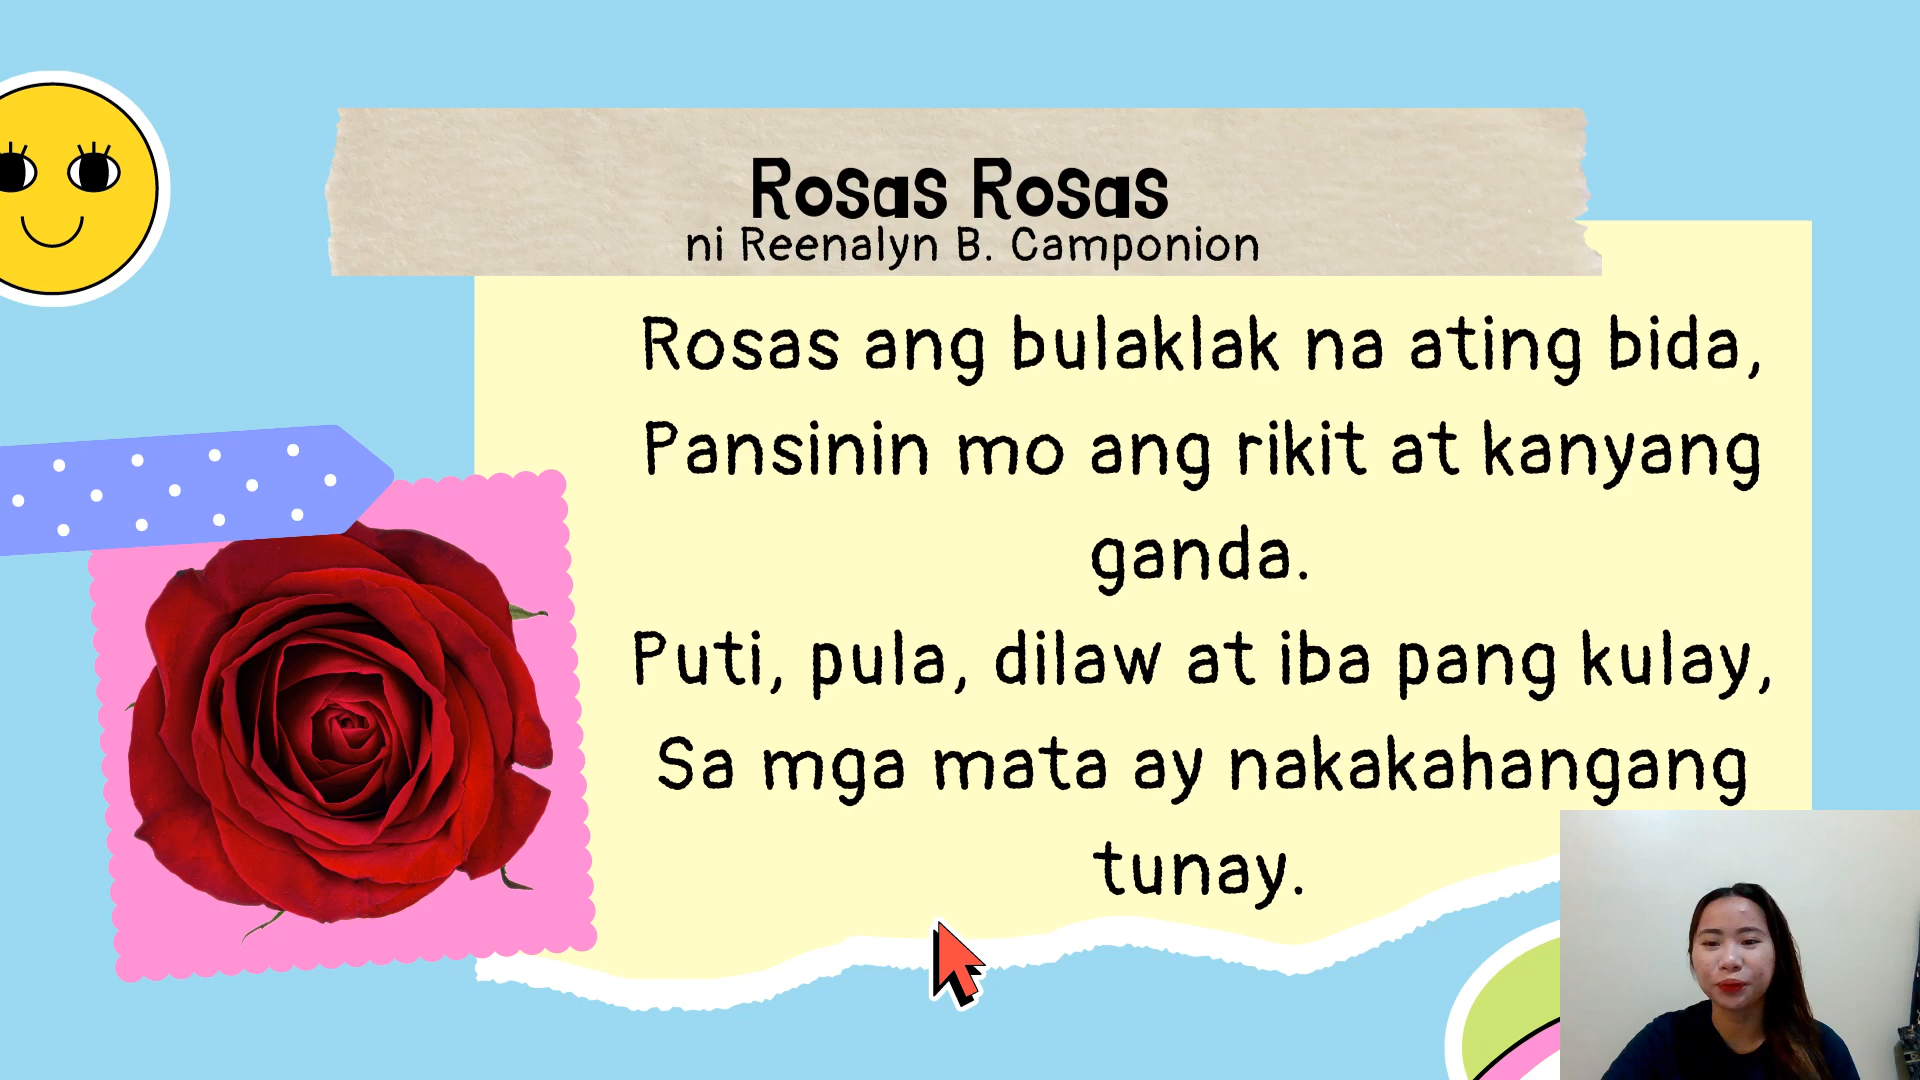 Rosas Rosas
ni Reenalyn B. Camponion
Rosas ang bulaklak na ating bida,
Pansinin mo ang rikit at kanyang
ganda.
Puti, pula, dilaw at iba pang kulay,
Sa mga mata ay nakakahangang
tunay.